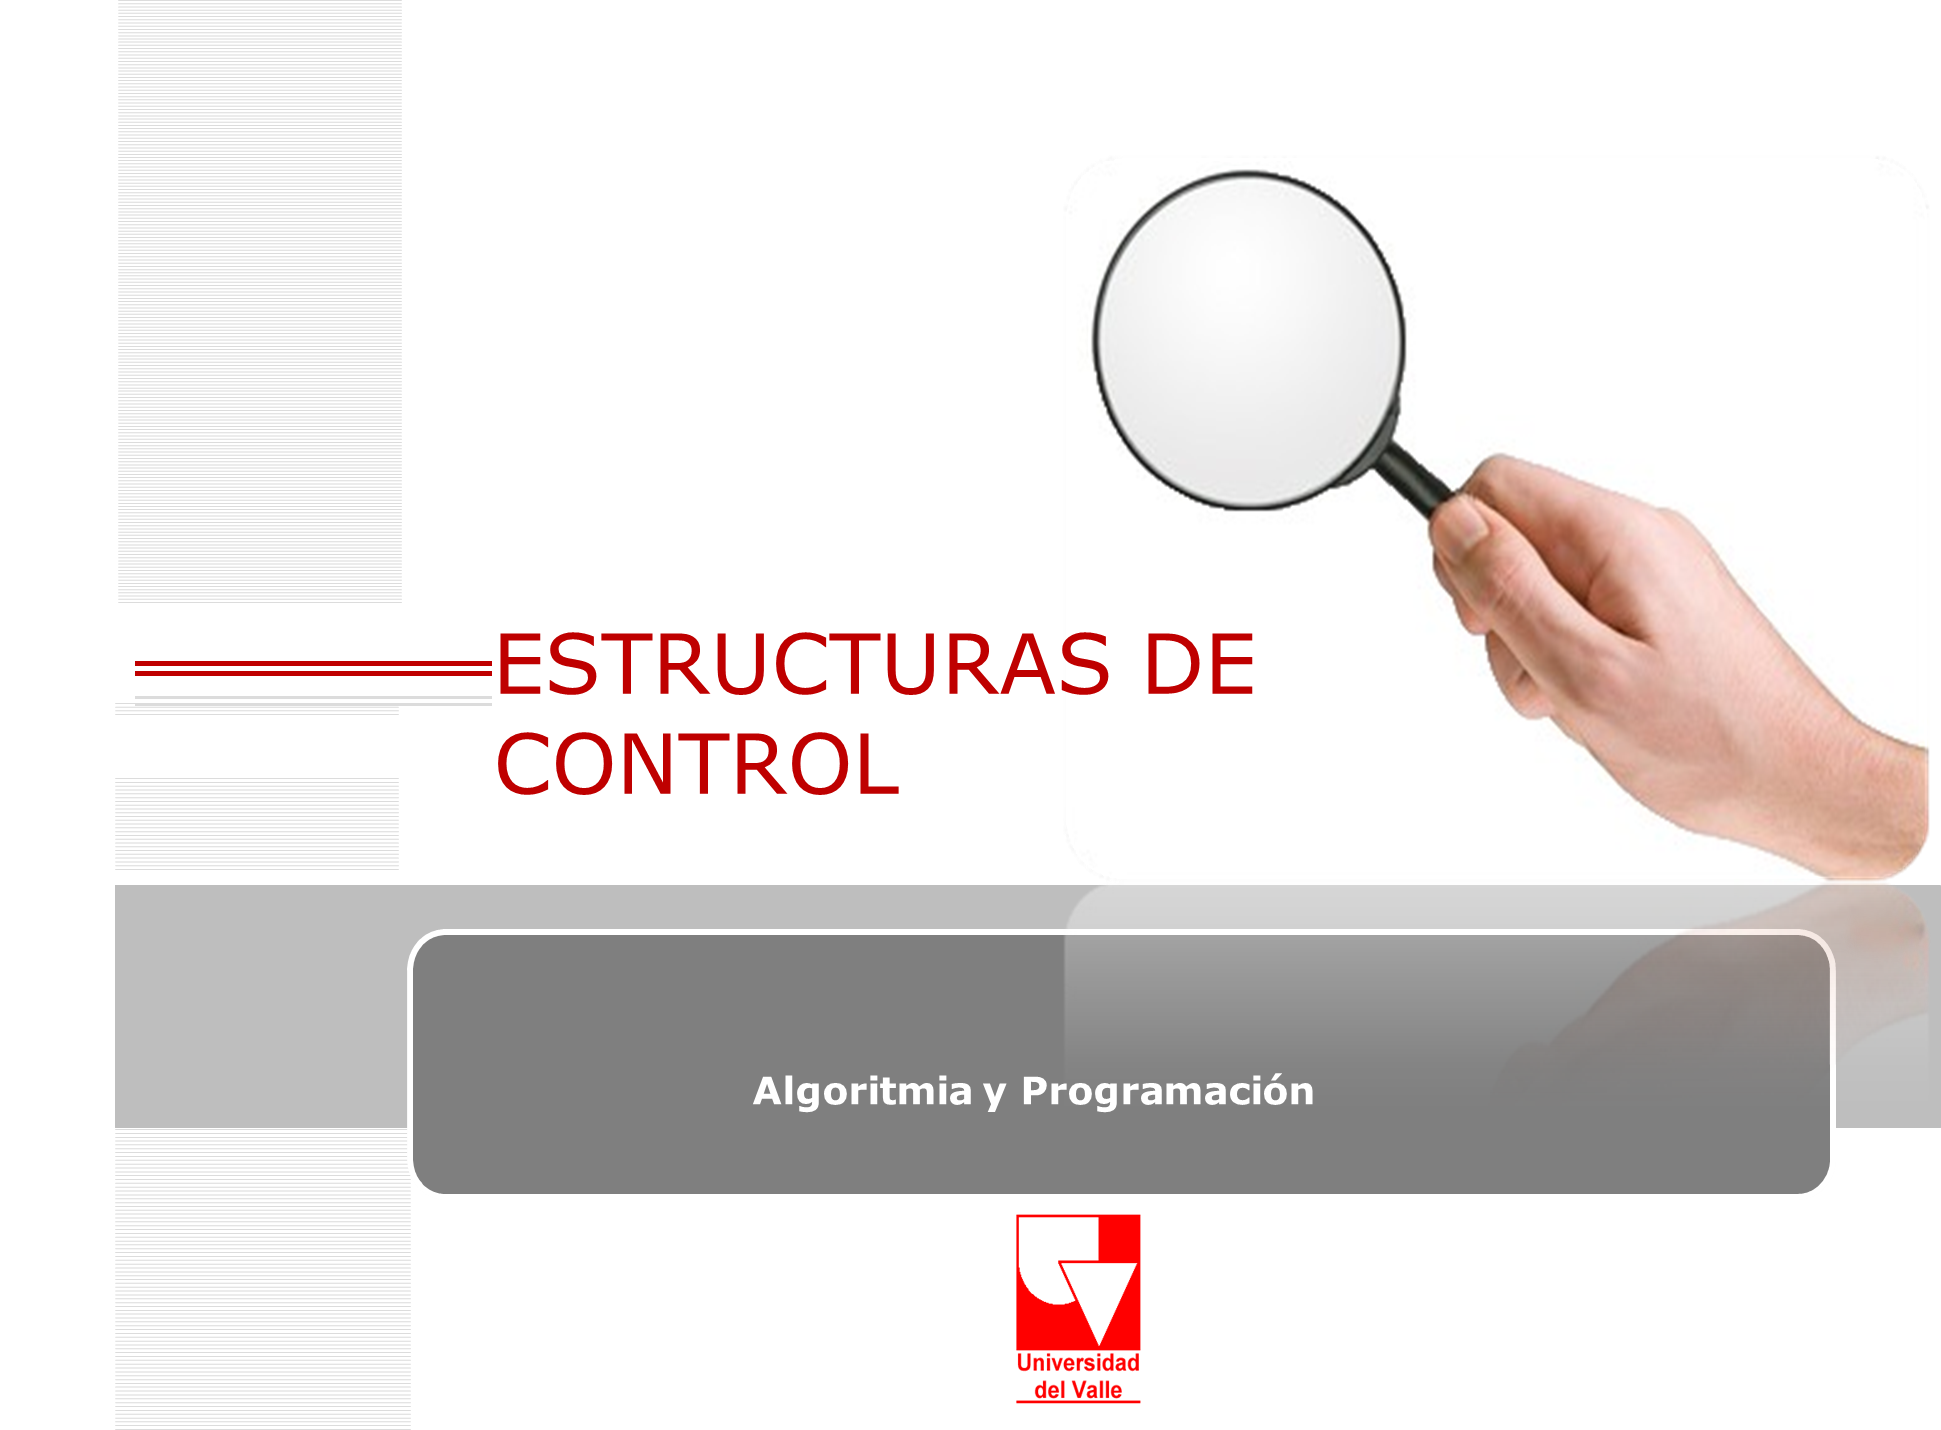 ESTRUCTURAS DE
CONTROL
Algoritmia y Programación
Universidad
del Valle